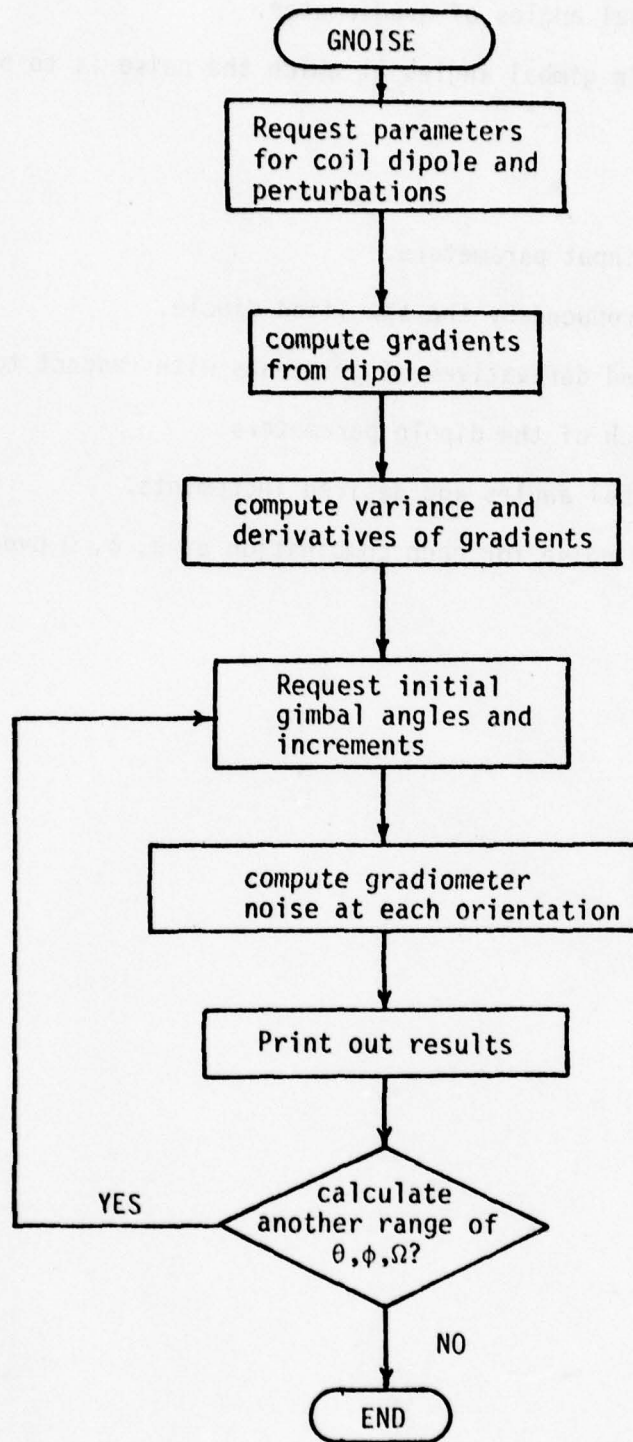 GNOISE
Request parameters
for coil dipole and
perturbations
compute gradients
from dipole
compute variance and
derivatives of gradients
Request initial
gimbal angles and
increments
compute gradiometer
noise at each orientation
Print out results
calculate
another range of
θ,ϕ,Ω?
YES
NO
END